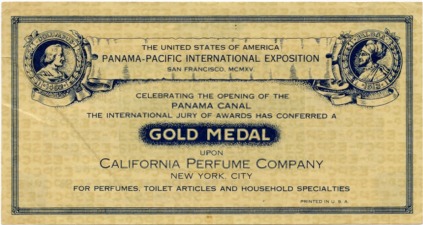 THE UNITED STATES OF AMERICA
PANAMA-PACIFIC INTERNATIONAL EXPOSITION
SAN FRANCISCO, MCMXV.
CELEBRATING THE OPENING OF THE
PANAMA CANAL
THE INTERNATIONAL JURY OF AWARDS HAS CONFERRED A
GOLD MEDAL
UPON
CALIFORNIA PERFUME COMPANY
NEW YORK, CITY
FOR PERFUMES, TOILET ARTICLES AND HOUSEHOLD SPECIALTIES
PRINTED IN U. S. A.